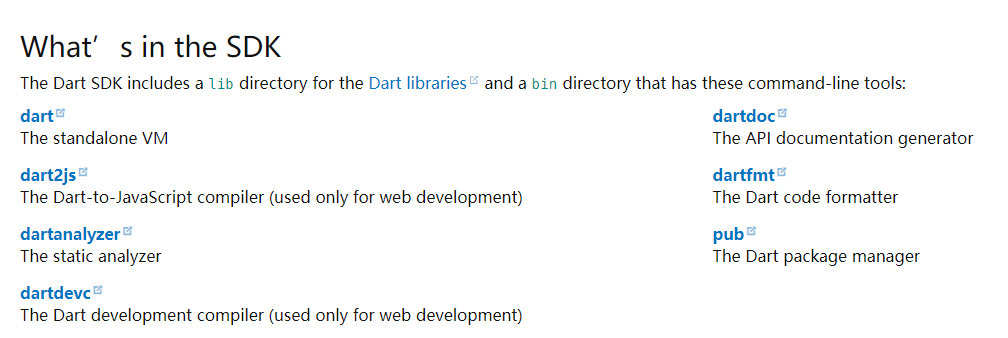 What’s in the SDK
The Dart SDK includes a lib directory for the Dart libraries and a bin directory that has these command-line tools:
dart
The standalone VM
dart2js
The Dart-to-JavaScript compiler (used only for web development)
dartanalyzer
The static analyzer
dartdevc
The Dart development compiler (used only for web development)
dartdoc
The API documentation generator
dartfmt
The Dart code formatter
pub
The Dart package manager